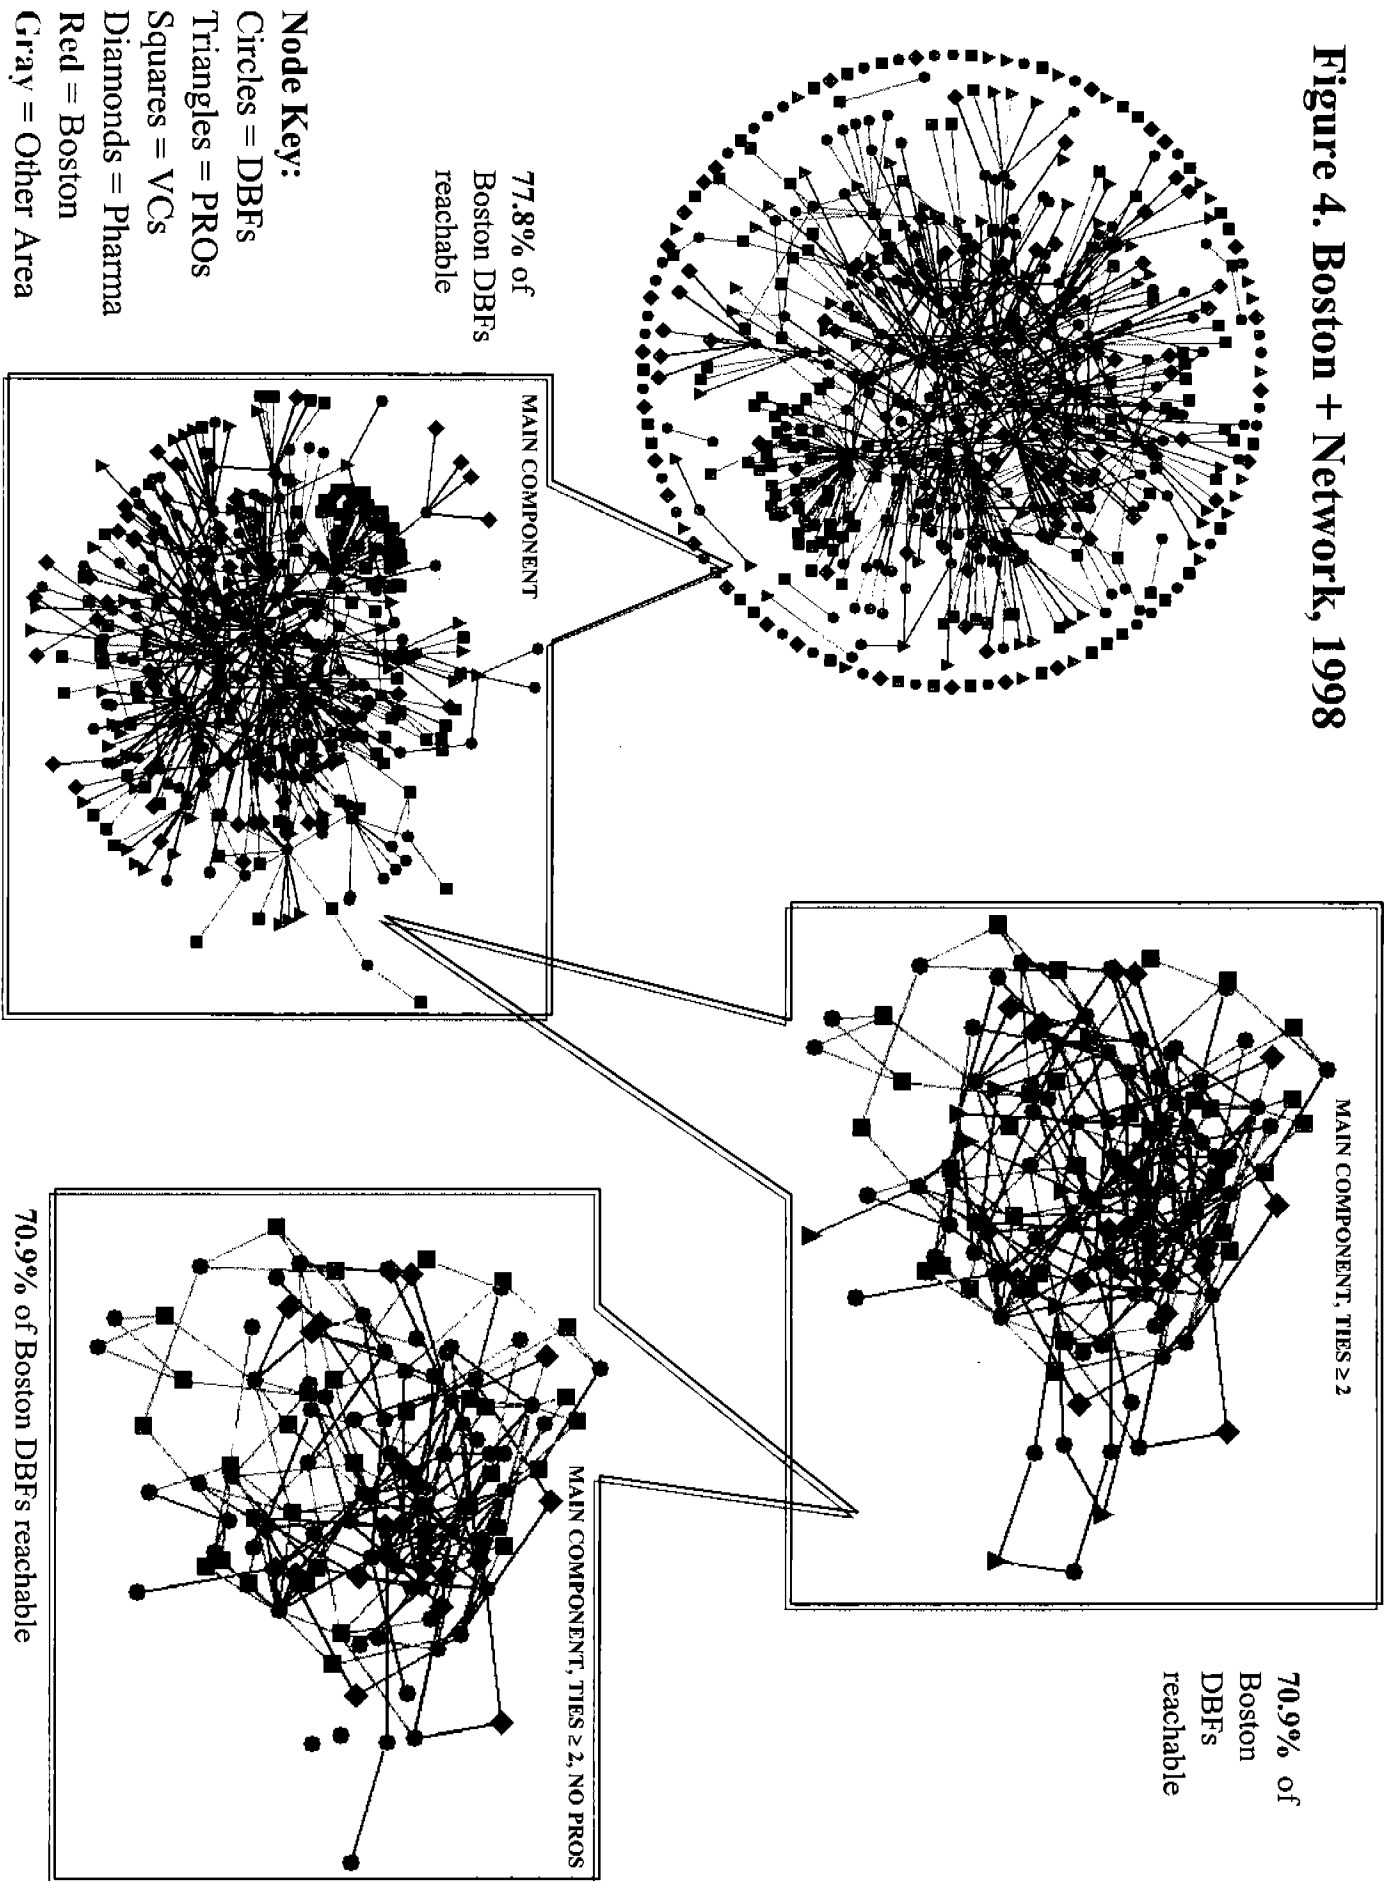 Figure 4. Boston + Network, 1998
MAIN COMPONENT, TIES ≥ 2
70.9% of
Boston
DBFs
reachable
77.8% of
Boston DBFs
reachable
MAIN COMPONENT
MAIN COMPONENT, TIES ≥ 2, NO PROS
Node Key:
Circles = DBFs
Triangles = PROs
Squares = VCs
Diamonds = Pharma
Red = Boston
Gray = Other Area
70.9% of Boston DBFs reachable